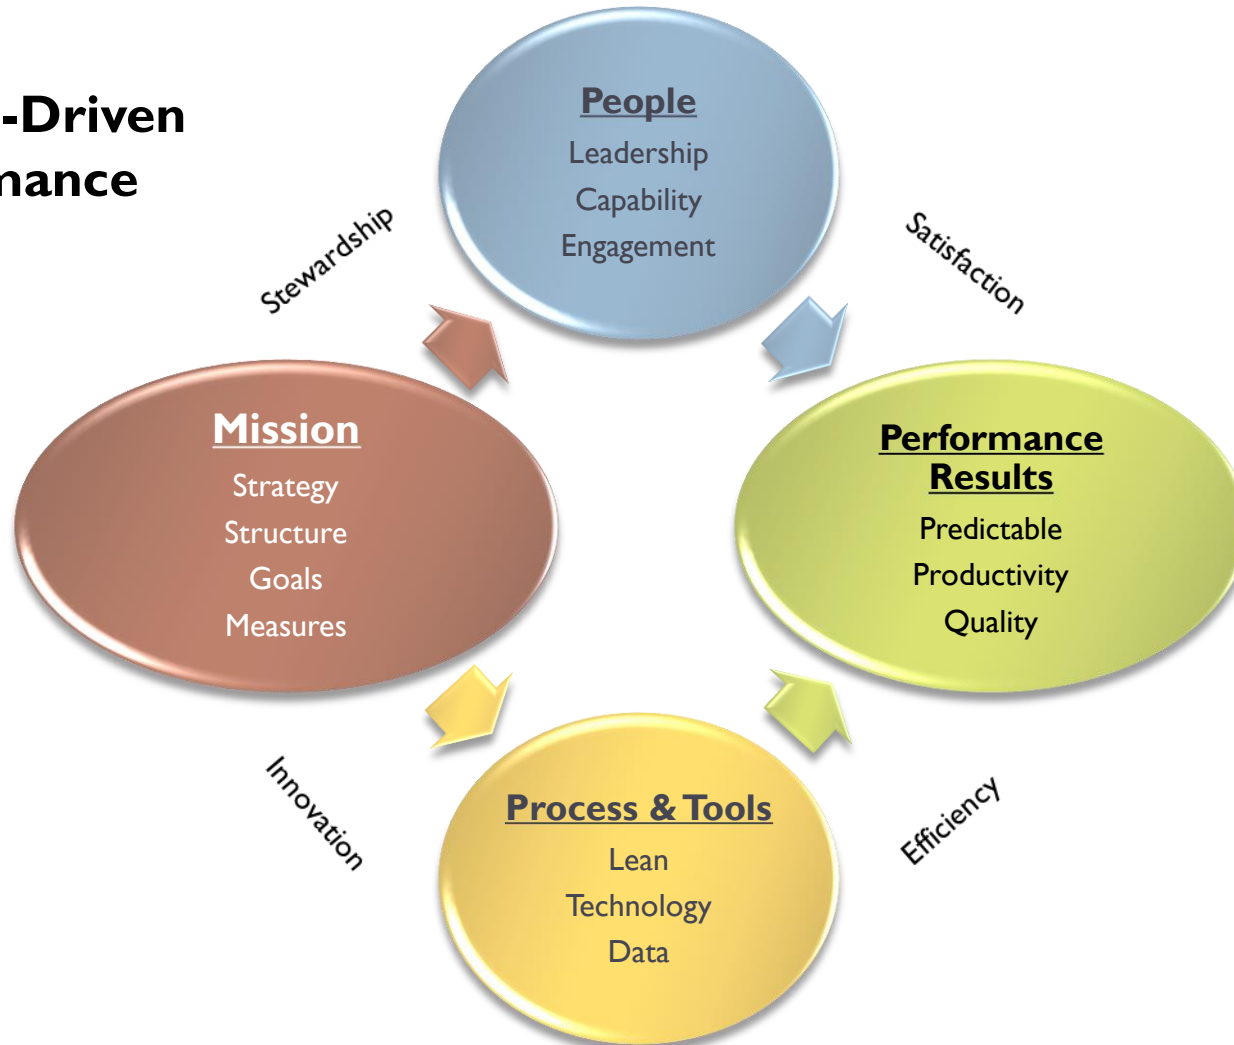 -Driven
mance
People
Leadership
Capability
Engagement
Stewardship
Satisfaction
Mission
Strategy
Structure
Goals
Measures
Performance
Results
Predictable
Productivity
Quality
Innovation
Efficiency
Process & Tools
Lean
Technology
Data